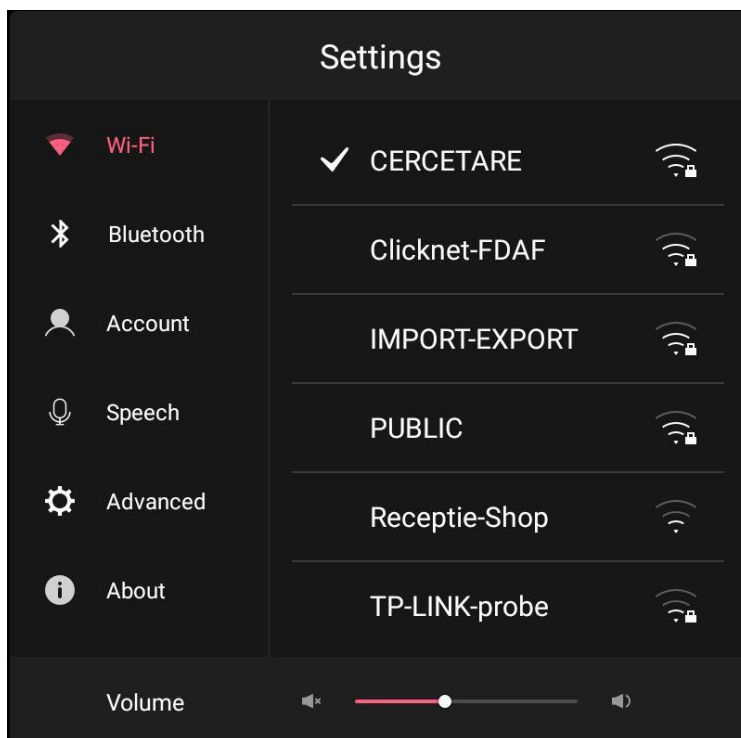 Settings
Wi-Fi
Bluetooth
Account
Speech
Advanced
About
CERCETARE
Clicknet-FDAF
IMPORT-EXPORT
PUBLIC
Receptie-Shop
TP-LINK-probe
Volume